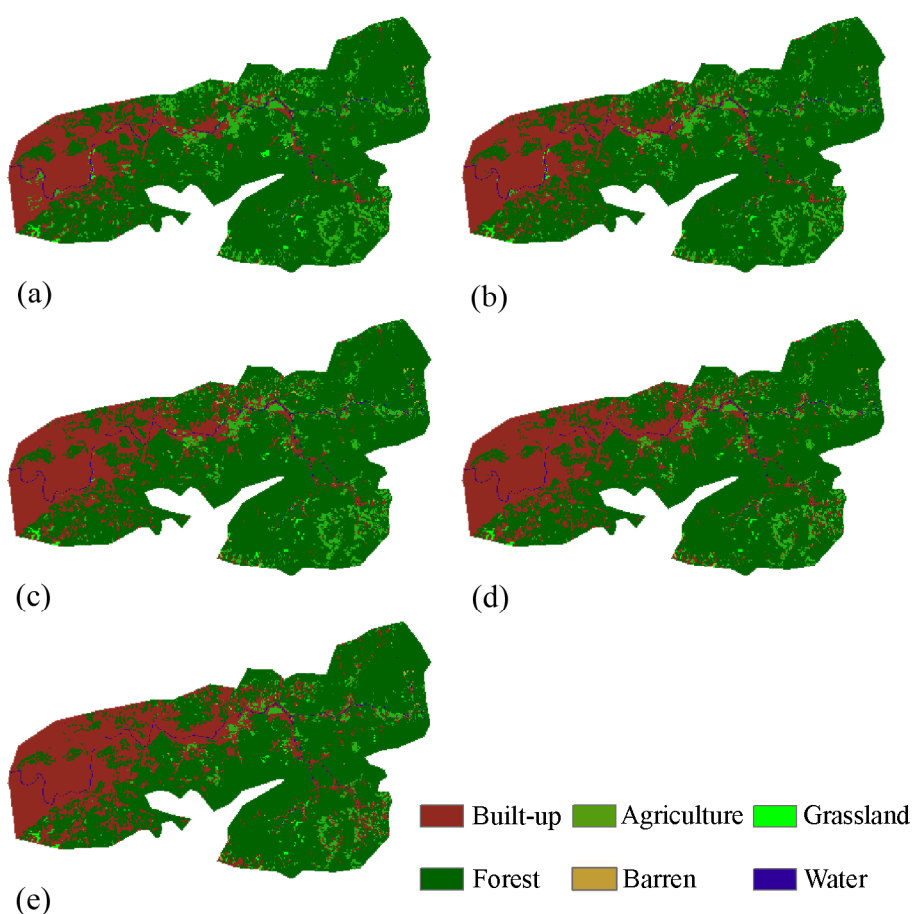 (a)
(b)
(c)
(d)
(e)
Built-up Agriculture Grassland
Forest Barren Water